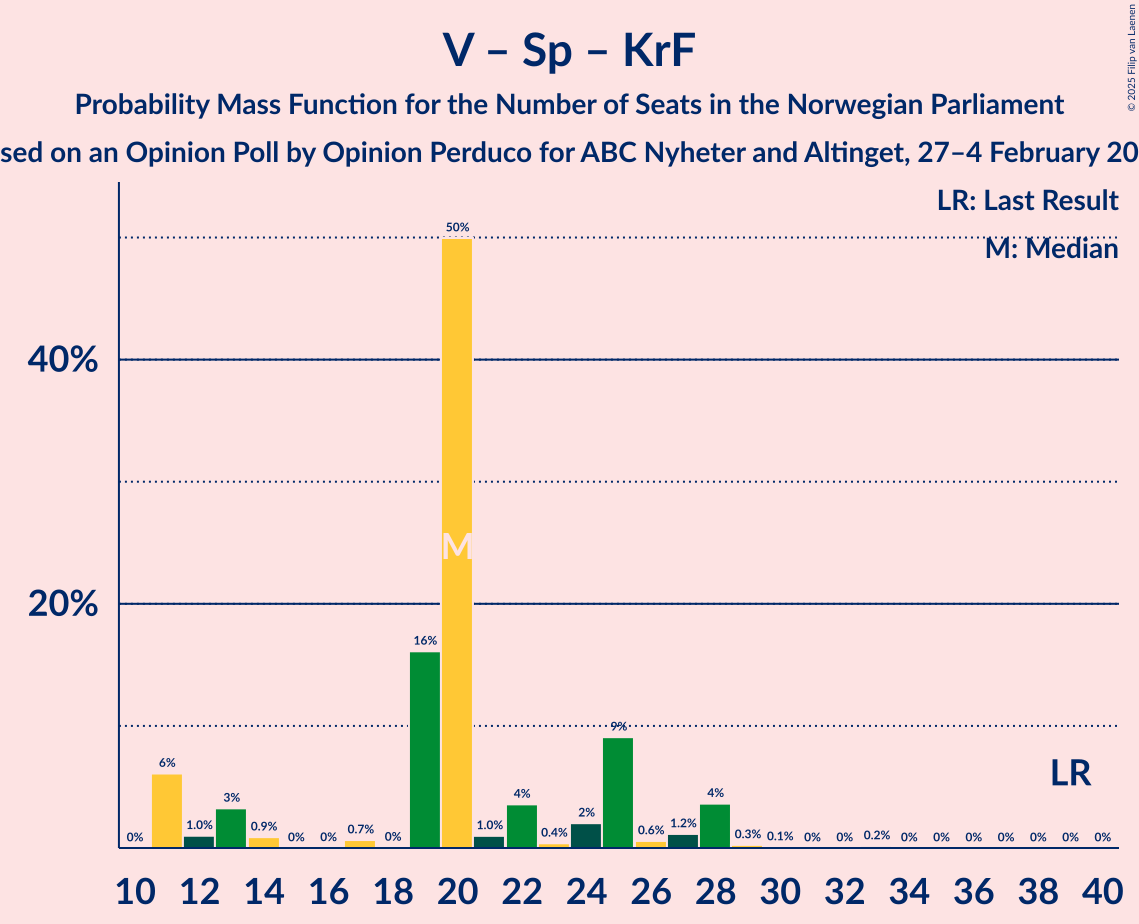 V – Sp – KrF
Probability Mass Function for the Number of Seats in the Norwegian Parliament
sed on an Opinion Poll by Opinion Perduco for ABC Nyheter and Altinget, 27–4 February 20
© 2025 Filip van Laenen
LR: Last Result
M: Median
40%
20%
0% 6% 1.0% 3% 0.9% 0% 0% 0.7% 0% 16% 50% 1.0% 4% 0.4% 2% 9% 0.6% 1.2% 4% 0.3% 0.1% 0% 0% 0.2% 0% 0% 0% 0% 0% 0% 0%
M
LR
10 12 14 16 18 20 22 24 26 28 30 32 34 36 38 40